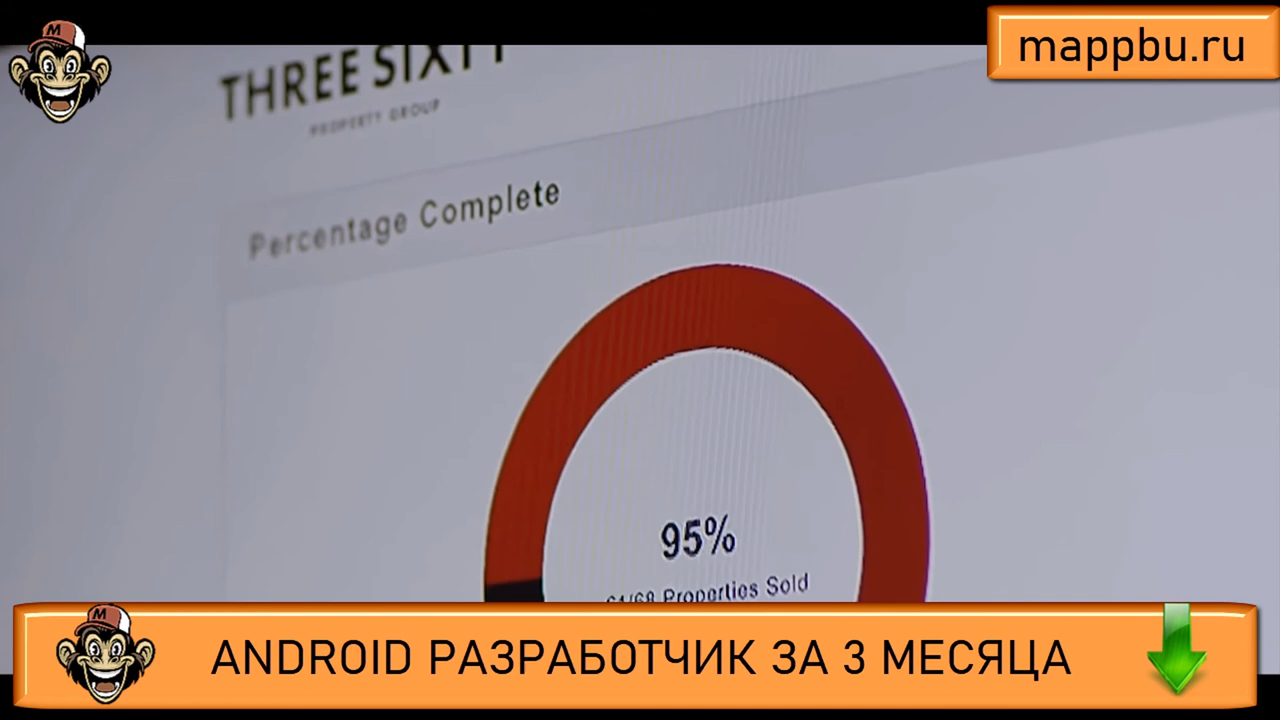 mappbu.ru
THREE SIXTY
PROPERTY GROUP
Percentage Complete
95%
Properties Sold
ANDROID РАЗРАБОТЧИК ЗА 3 МЕСЯЦА